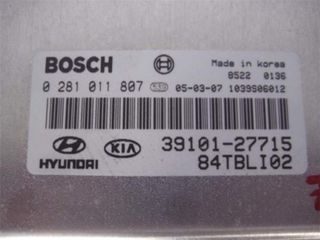 BOSCH
Made in korea
8522 0136
0 281 011 807
05-03-07 1039S06012
HYUNDAI KIA
39101-27715
84TBLI02